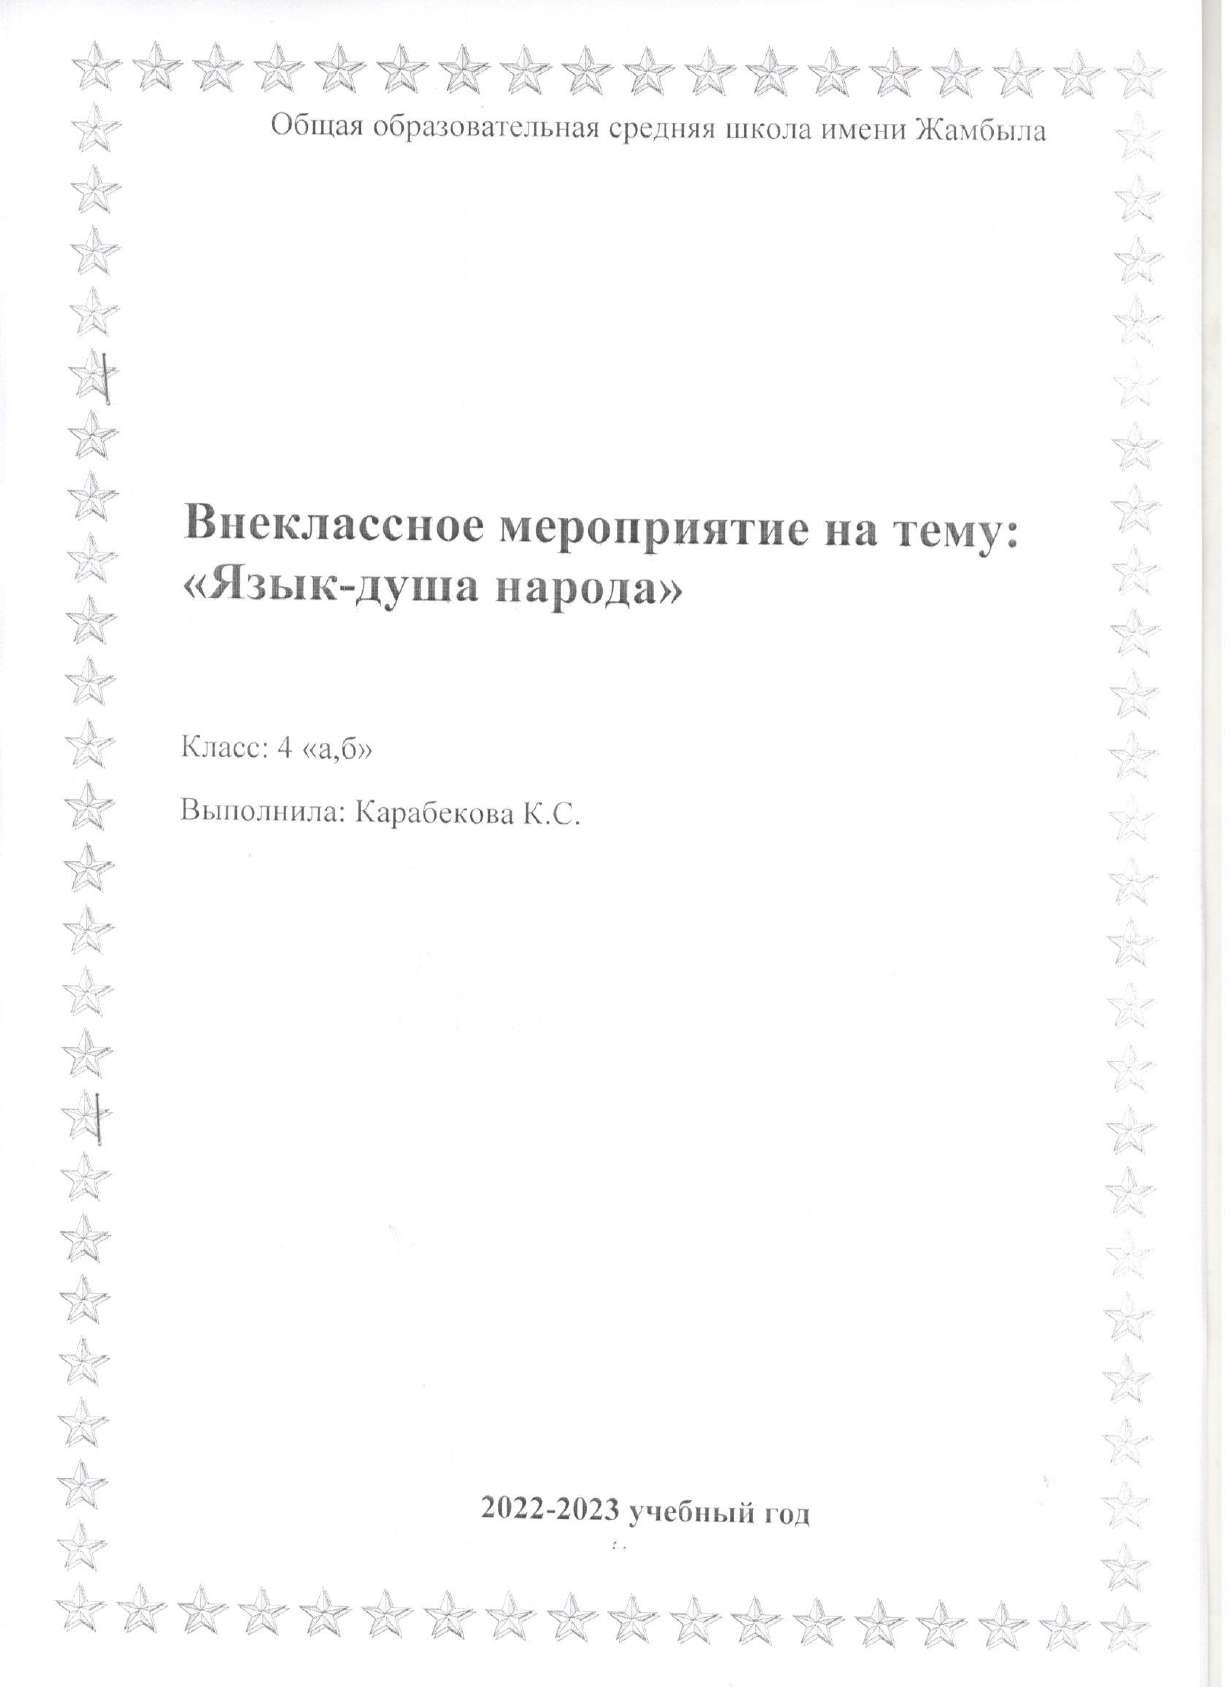 Общая образовательная средняя школа имени Жамбыла
Внеклассное мероприятие на тему:
«Язык-душа народа»
Класс: 4 «а,б»
Выполнила: Карабекова К.С.
2022-2023 учебный год